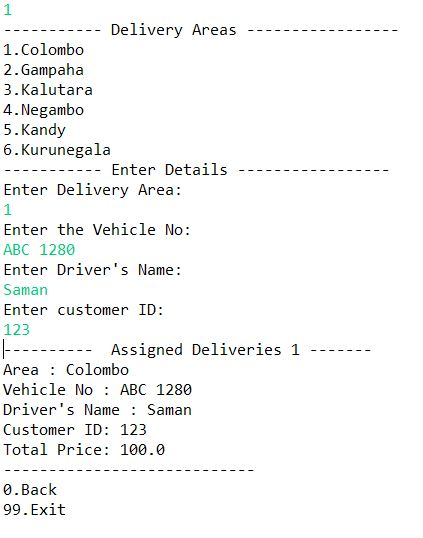 1
----------- Delivery Areas -----------------
1.Colombo
2.Gampaha
3.Kalutara
4.Negambo
5.Kandy
6.Kurunegala
----------- Enter Details -----------------
Enter Delivery Area:
1
Enter the Vehicle No:
ABC 1280
Enter Driver's Name:
Saman
Enter customer ID:
123
----------  Assigned Deliveries 1 -------
Area : Colombo
Vehicle No : ABC 1280
Driver's Name : Saman
Customer ID: 123
Total Price: 100.0
----------------------------
0.Back
99.Exit